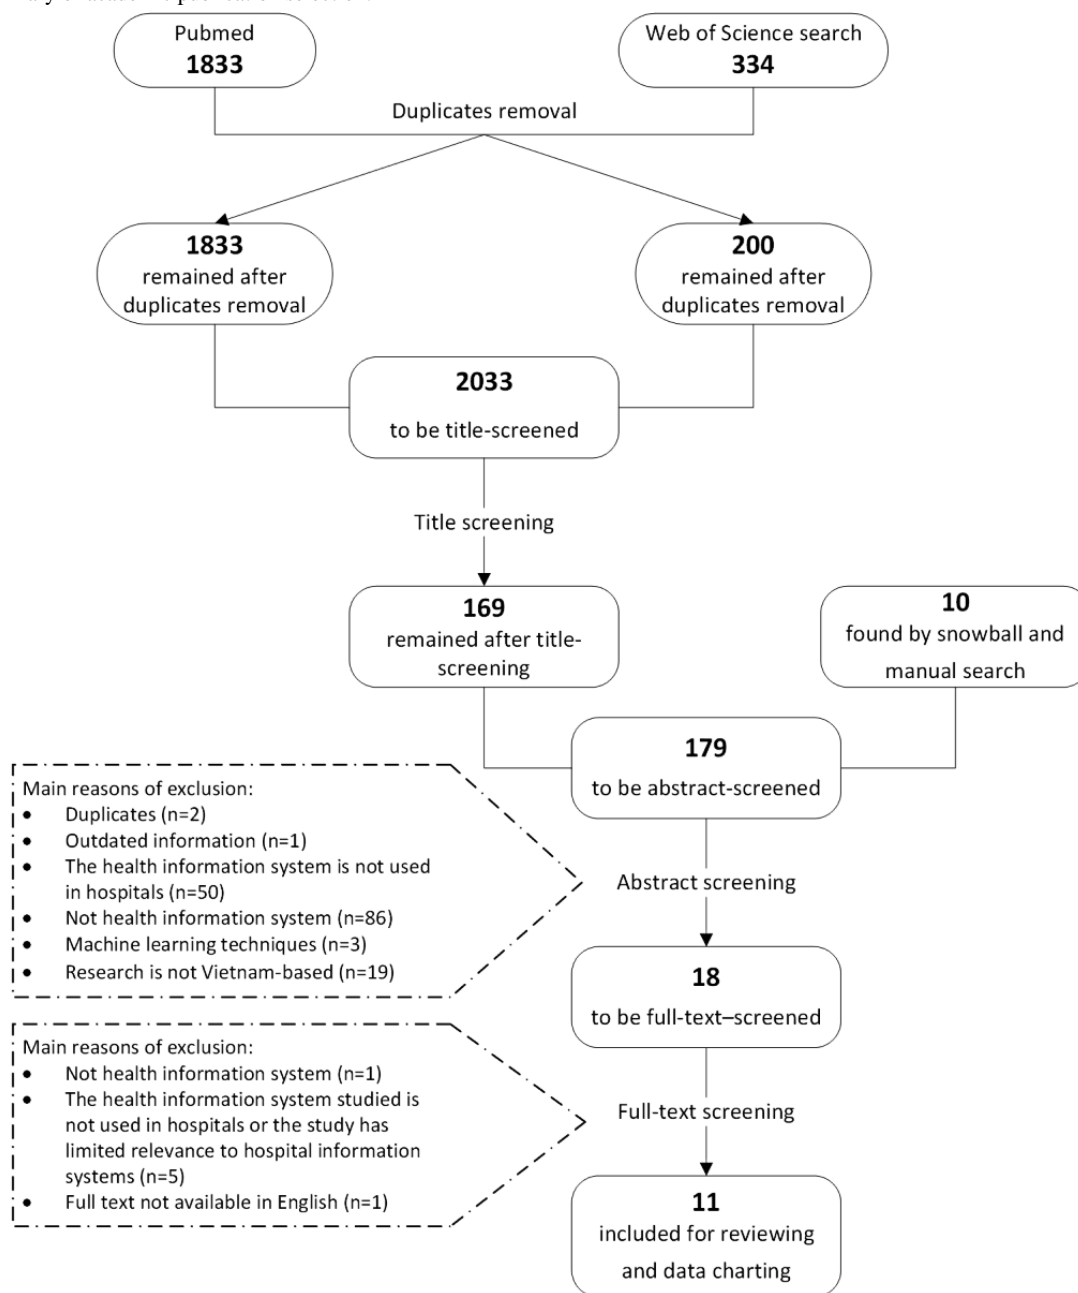 Pubmed
1833
Web of Science search
334
Duplicates removal
1833
remained after
duplicates removal
200
remained after
duplicates removal
2033
to be title-screened
Title screening
169
remained after title-
screening
10
found by snowball and
manual search
179
to be abstract-screened
Main reasons of exclusion:
• Duplicates (n=2)
• Outdated information (n=1)
• The health information system is not used
in hospitals (n=50)
• Not health information system (n=86)
• Machine learning techniques (n=3)
• Research is not Vietnam-based (n=19)
Abstract screening
18
to be full-text–screened
Main reasons of exclusion:
• Not health information system (n=1)
• The health information system studied is
not used in hospitals or the study has
limited relevance to hospital information
systems (n=5)
• Full text not available in English (n=1)
Full-text screening
11
included for reviewing
and data charting